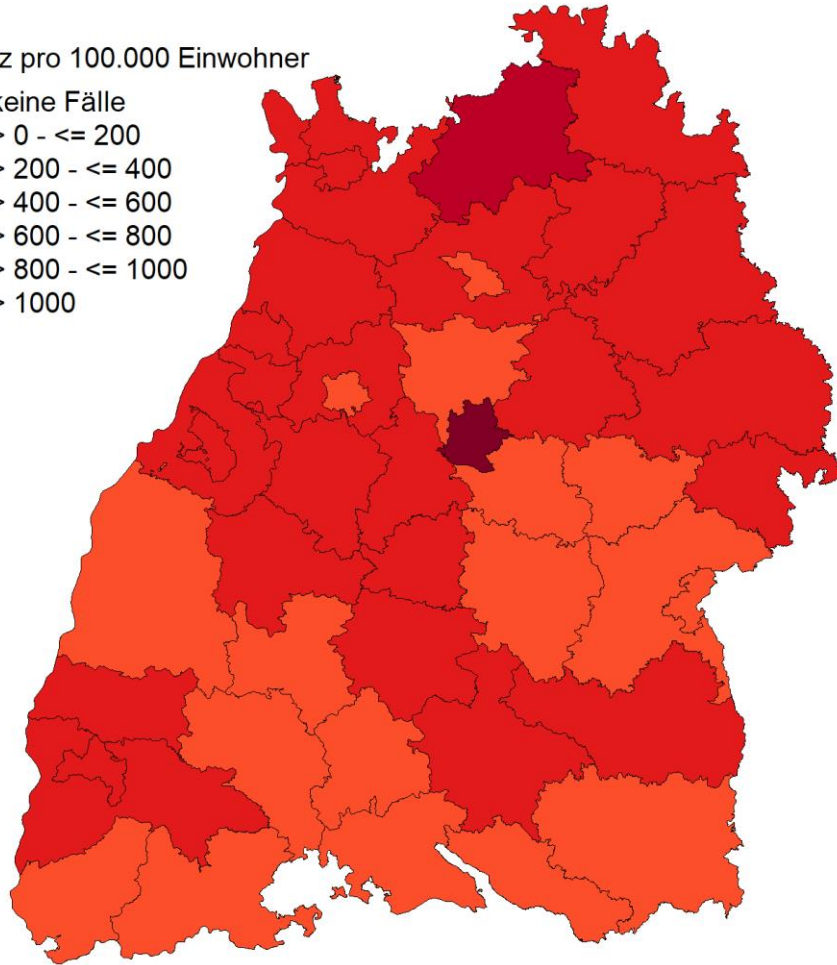 z pro 100.000 Einwohner
keine Fälle
> 0 - <= 200
> 200 - <= 400
> 400 - <= 600
> 600 - <= 800
> 800 - <= 1000
> 1000